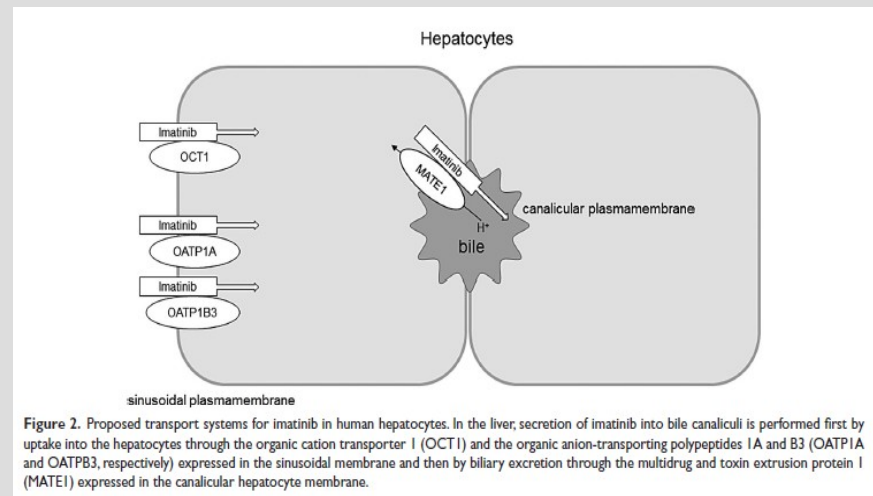 Hepatocytes
Imatinib
OCT1
Imatinib
OATP1A
Imatinib
OATP1B3
Imatinib
MATE1
H+
bile
canalicular plasmamembrane
sinusoidal plasmamembrane
Figure 2. Proposed transport systems for imatinib in human hepatocytes. In the liver, secretion of imatinib into bile canaliculi is performed first by
uptake into the hepatocytes through the organic cation transporter 1 (OCT1) and the organic anion-transporting polypeptides 1A and B3 (OATP1A
and OATPB3, respectively) expressed in the sinusoidal membrane and then by biliary excretion through the multidrug and toxin extrusion protein 1
(MATE1) expressed in the canalicular hepatocyte membrane.